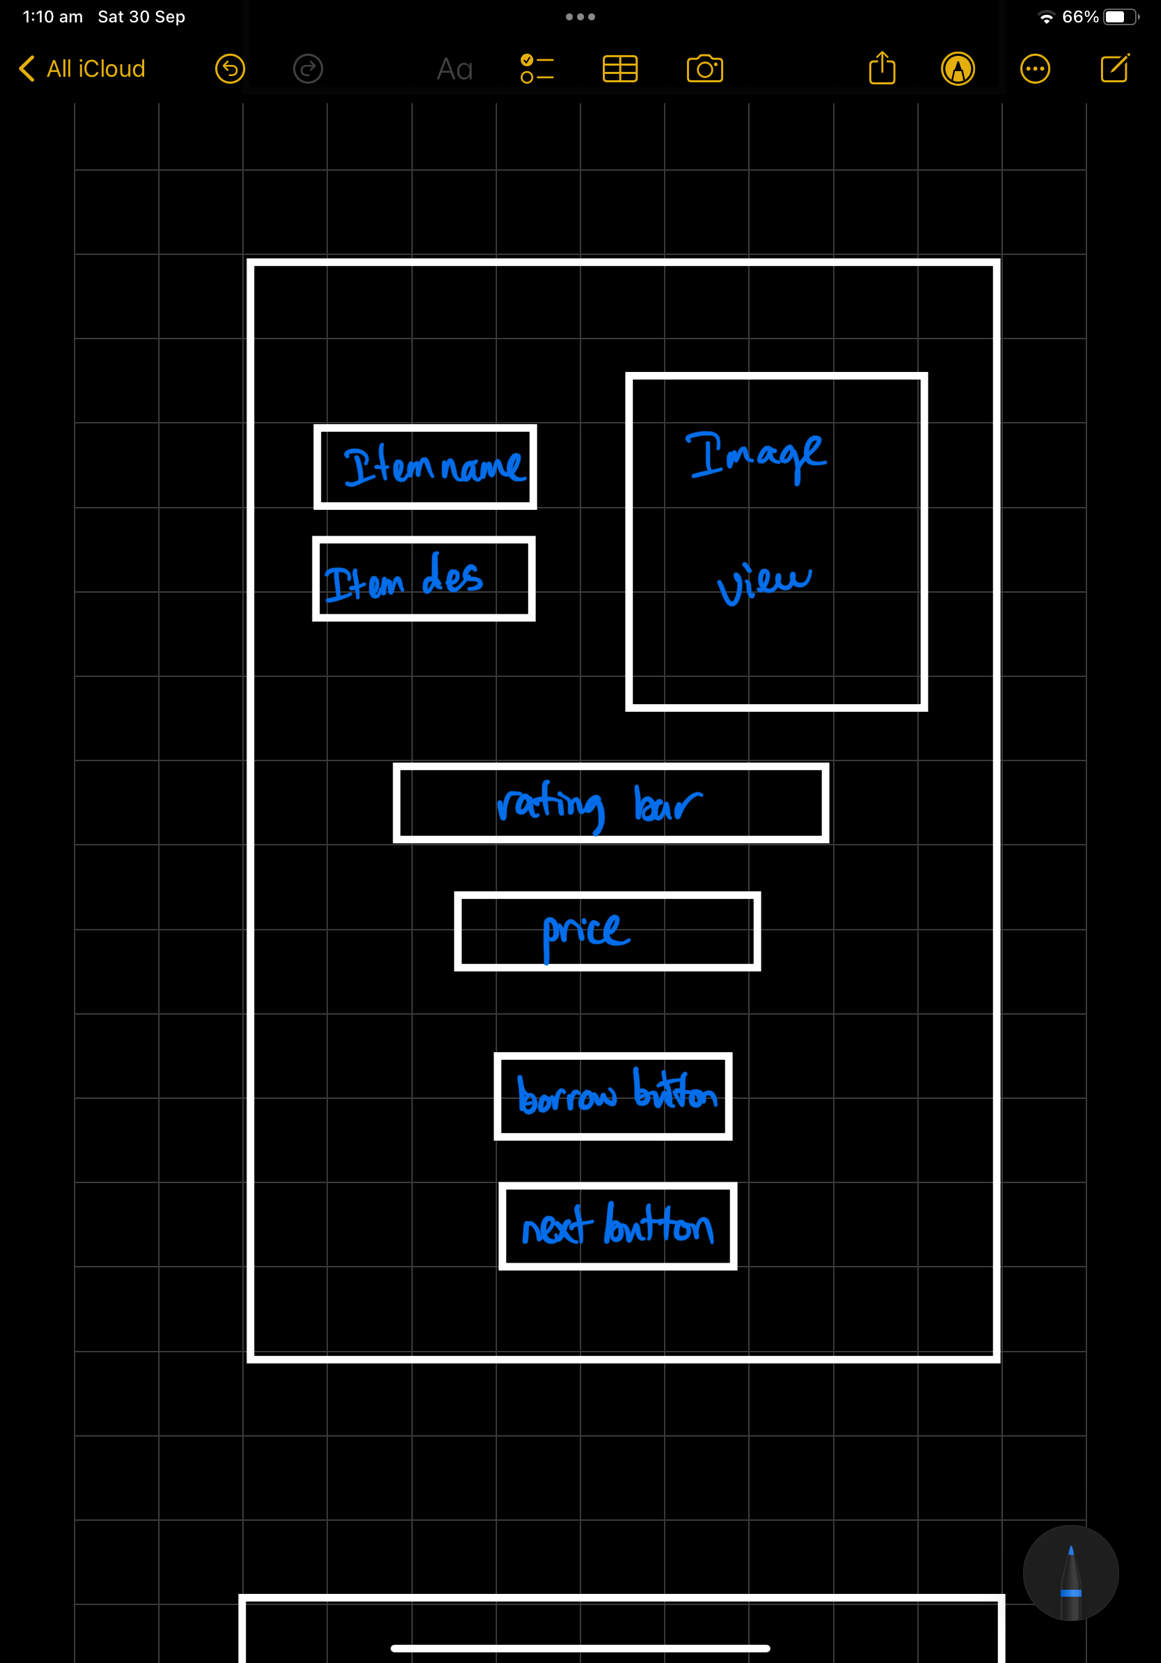 1:10 am Sat 30 Sep
66%
All iCloud
Aa
Item name
Item des
Image
view
rating bar
price
borrow button
next button